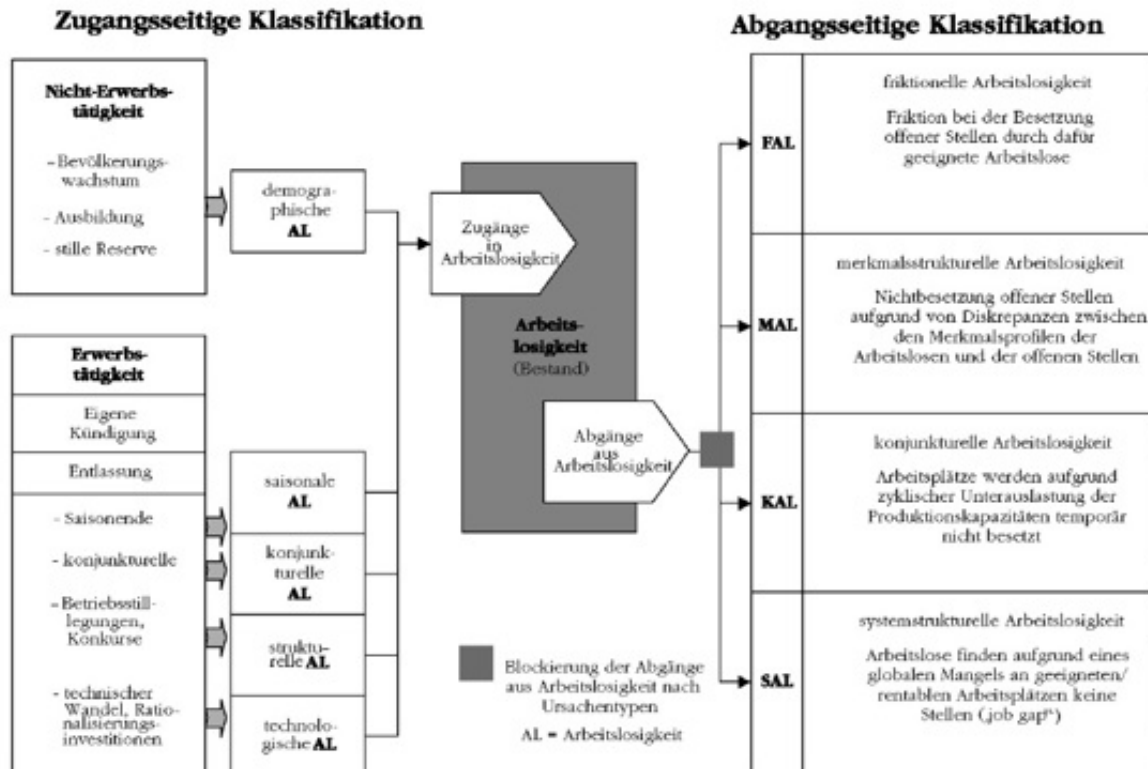 Zugangsseitige Klassifikation
Abgangsseitige Klassifikation
Nicht-Erwerbs-
tätigkeit
- Bevölkerungs-
wachstum
- Ausbildung
- stille Reserve
demogra-
phische
AL
Erwerbs-
tätigkeit
Eigene
Kündigung
Entlassung
- Saisonende
- konjunkturelle
- Betriebsstill-
legungen,
Konkurse
- technischer
Wandel, Ratio-
nalisierungs-
investitionen
saisonale
AL
konjunk-
turelle
AL
struktu-
relle AL
technolo-
gische AL
Zugänge
in
Arbeitslosigkeit
Arbeits-
losigkeit
(Bestand)
Abgänge
aus
Arbeitslosigkeit
Blockierung der Abgänge
aus Arbeitslosigkeit nach
Ursachentypen
AL = Arbeitslosigkeit
FAL
friktionelle Arbeitslosigkeit
Friktion bei der Besetzung
offener Stellen durch dafür
geeignete Arbeitslose
MAL
merkmalsstrukturelle Arbeitslosigkeit
Nichtbesetzung offener Stellen
aufgrund von Diskrepanzen zwischen
den Merkmalsprofilen der
Arbeitslosen und der offenen Stellen
KAL
konjunkturelle Arbeitslosigkeit
Arbeitsplätze werden aufgrund
zyklischer Unterauslastung der
Produktionskapazitäten temporär
nicht besetzt
SAL
systemstrukturelle Arbeitslosigkeit
Arbeitslose finden aufgrund eines
globalen Mangels an geeigneten/
rentablen Arbeitsplätzen keine
Stellen („job gap“)